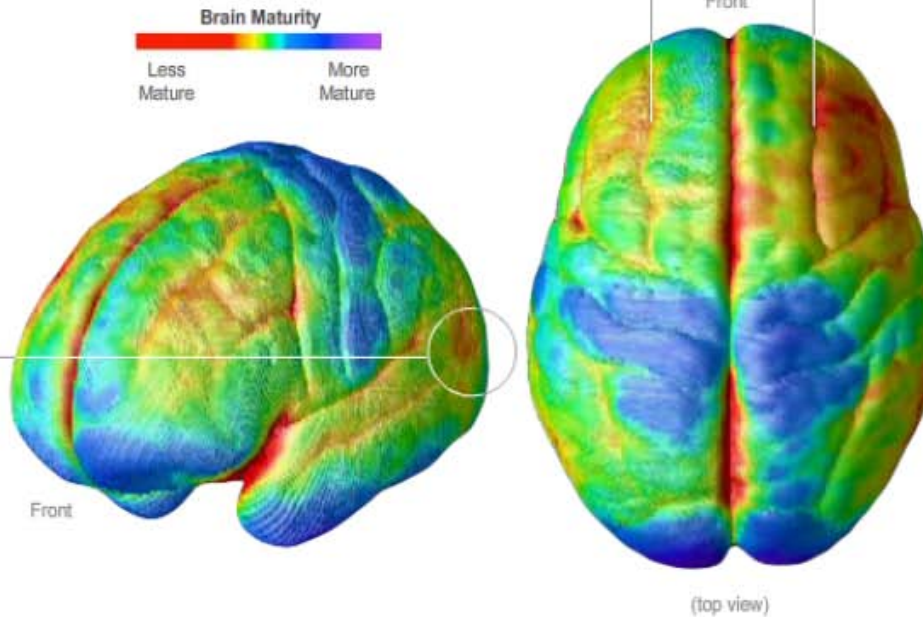 Brain Maturity
Less
Mature
More
Mature
Front
Front
(top view)